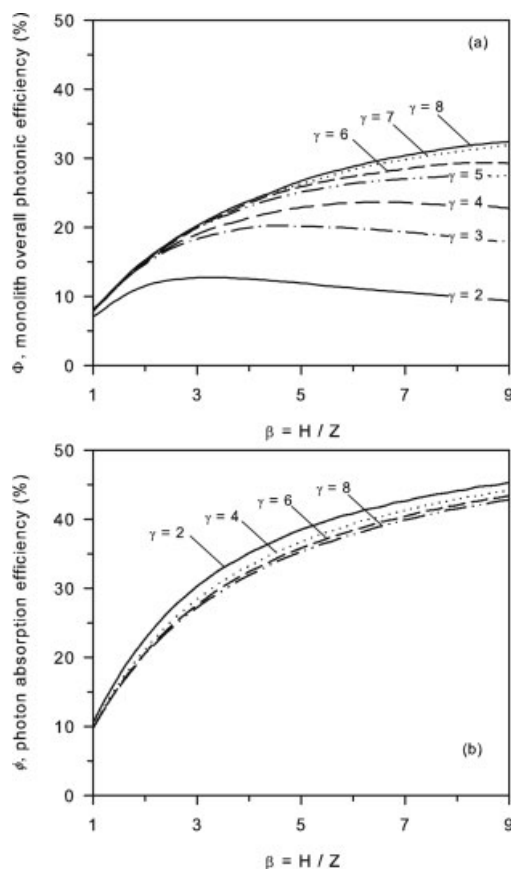 50
(a)
γ = 8
γ = 7
40
γ = 6
30
γ = 5
γ = 4
20
γ = 3
10
γ = 2
0
1 3 5 7 9
β = H / Z
Φ, monolith overall photonic efficiency (%)
50
γ = 8
γ = 6
γ = 4
40
γ = 2
30
20
10
(b)
0
1 3 5 7 9
β = H / Z
ϕ, photon absorption efficiency (%)